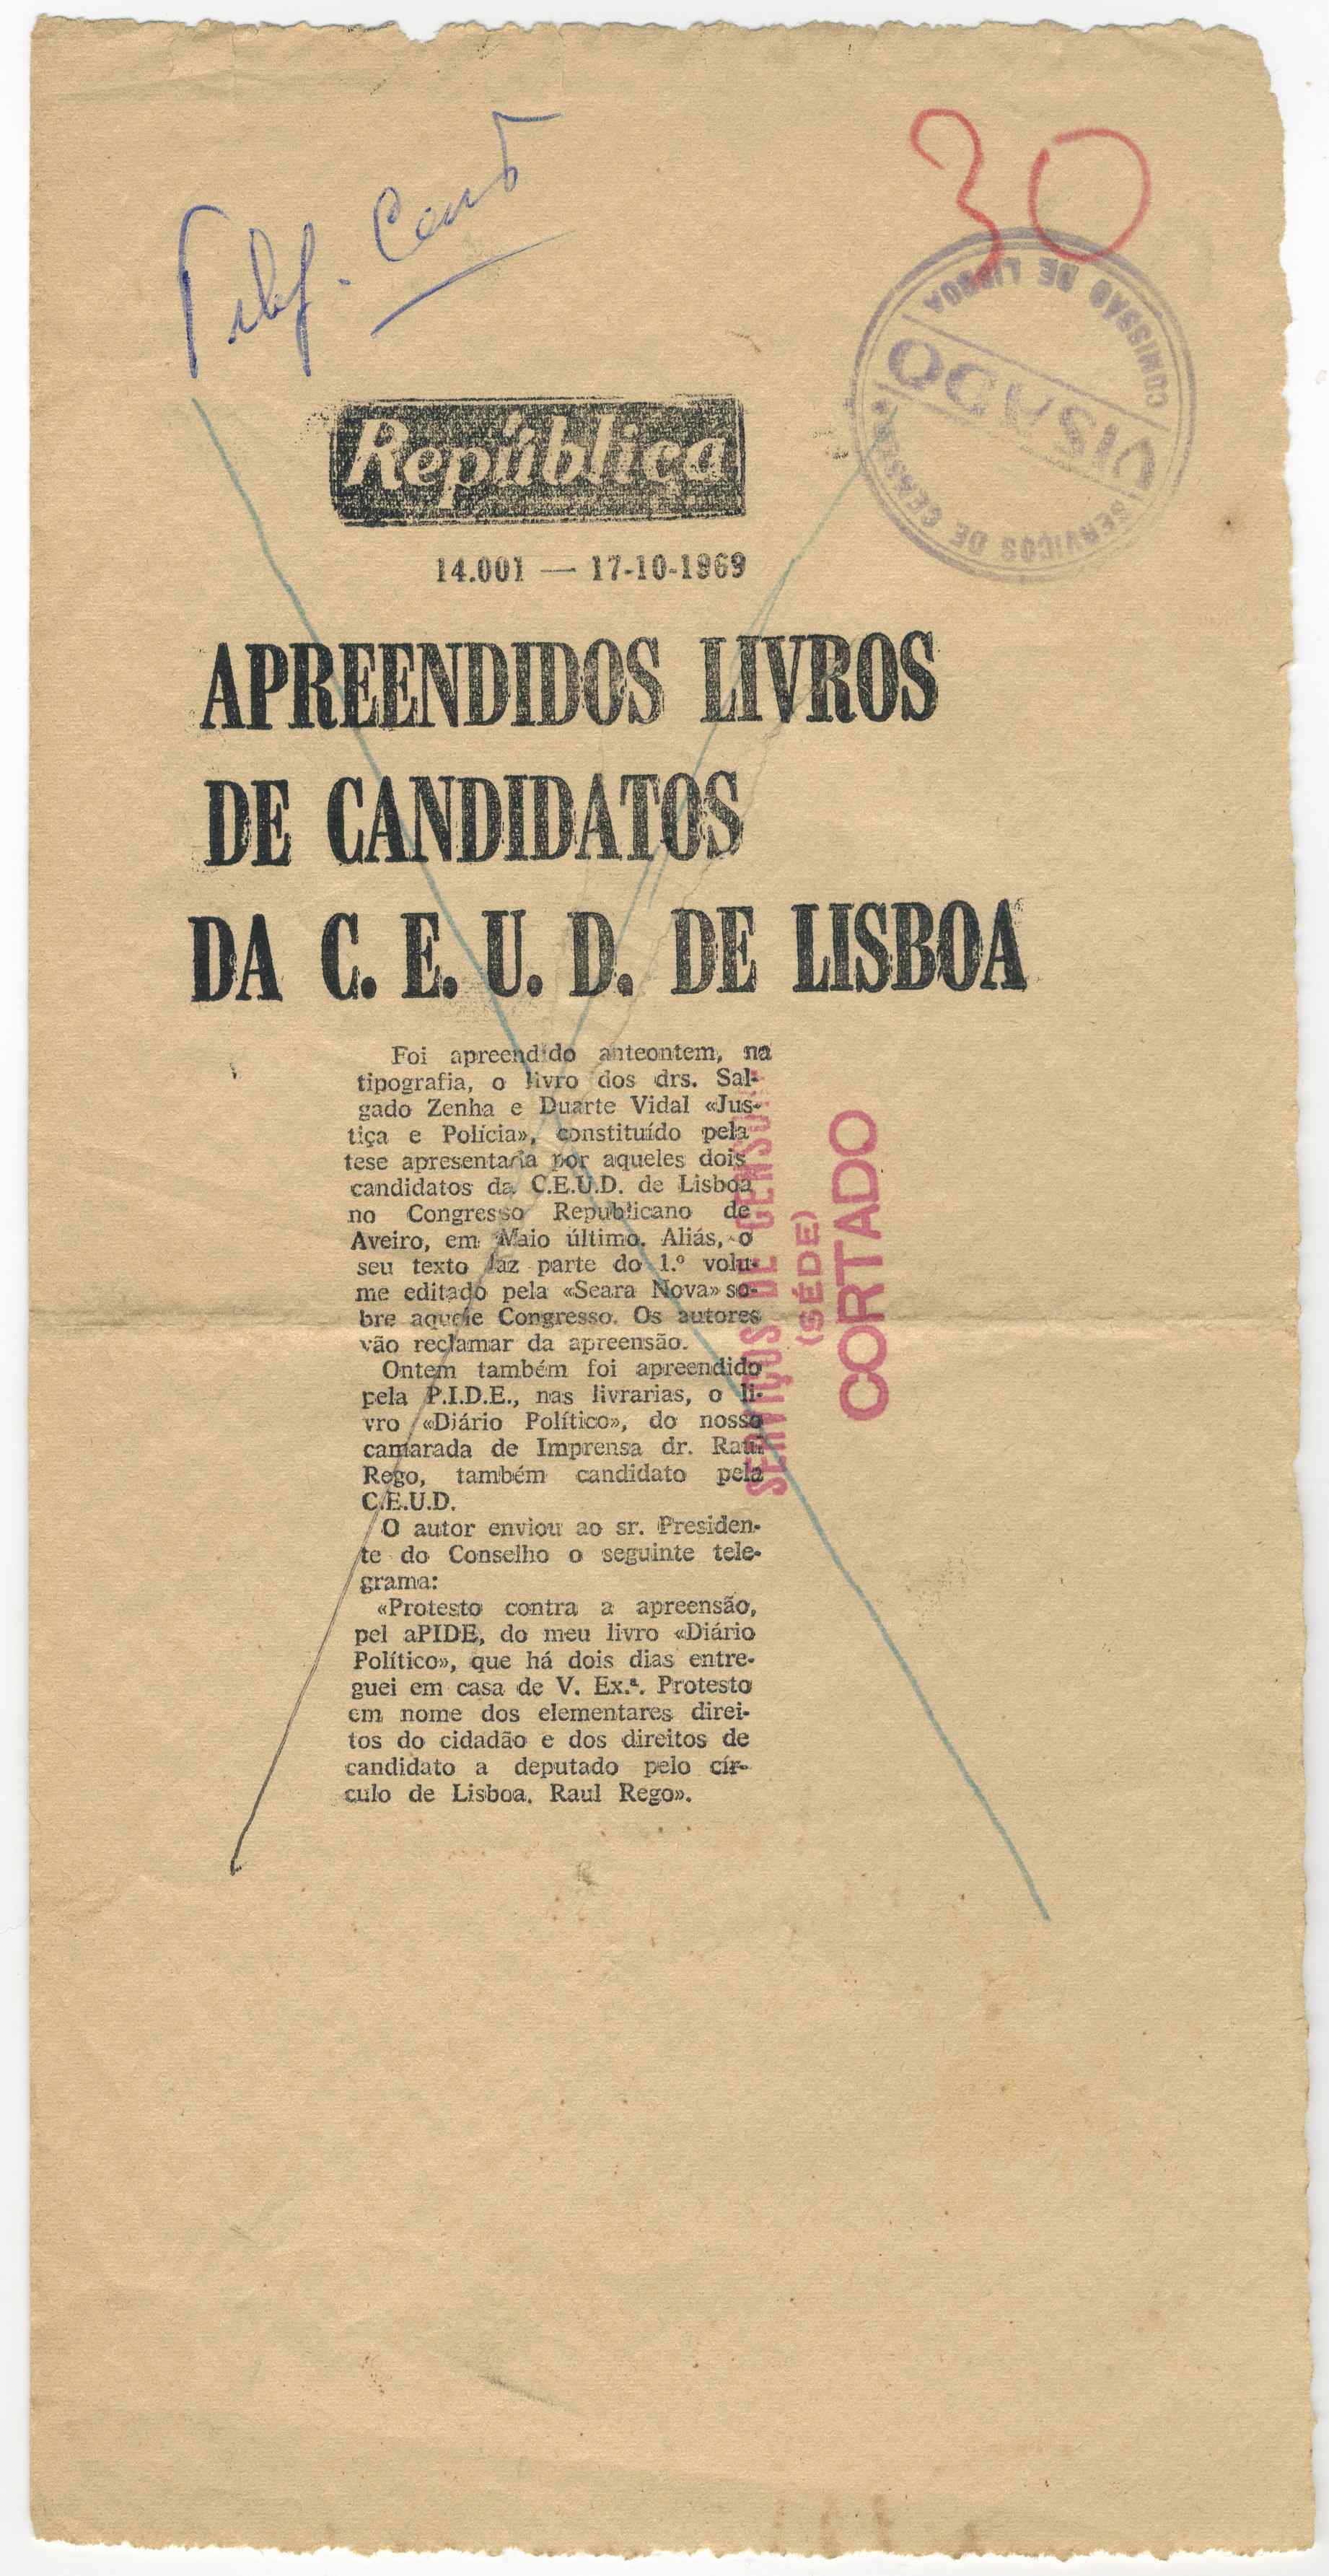 30
Telef.
COMISSÃO DE LISBOA
VISADO
SERVIÇOS DE CENSURA
República
14.001 — 17-10-1969
APREENDIDOS LIVROS
DE CANDIDATOS
DA C. E. U. D. DE LISBOA
Foi apreendido anteontem, na
tipografia, o livro dos drs. Sal-
gado Zenha e Duarte Vidal «Jus-
tiça e Polícia», constituído pela
tese apresentada por aqueles dois
candidatos da C.E.U.D. de Lisboa
no Congresso Republicano de
Aveiro, em Maio último. Aliás, o
seu texto faz parte do 1.º volu-
me editado pela «Seara Nova» so-
bre aquele Congresso. Os autores
vão reclamar da apreensão.
Ontem também foi apreendido
pela P.I.D.E., nas livrarias, o li-
vro «Diário Político», do nosso
camarada de Imprensa dr. Raul
Rego, também candidato pela
C.E.U.D.
O autor enviou ao sr. Presiden-
te do Conselho o seguinte tele-
grama:
«Protesto contra a apreensão,
pel aPIDE, do meu livro «Diário
Político», que há dois dias entre-
guei em casa de V. Ex.ª. Protesto
em nome dos elementares direi-
tos do cidadão e dos direitos de
candidato a deputado pelo cír-
culo de Lisboa. Raul Rego».
SERVIÇOS DE CENSURA
(SÉDE)
CORTADO